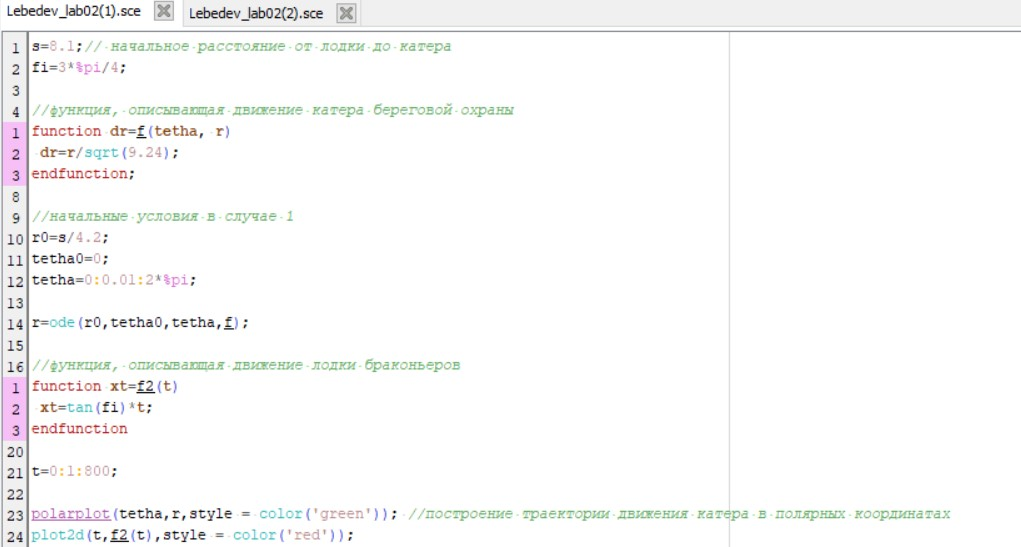 Lebedev_lab02(1).sce Lebedev_lab02(2).sce
1 s=8.1;// начальное расстояние от лодки до катера
2 fi=3*%pi/4;
3
4 //функция, описывающая движение катера береговой охраны
1 function dr=f(tetha, r)
2 dr=r/sqrt(9.24);
3 endfunction;
8
9 //начальные условия в случае 1
10 r0=s/4.2;
11 tetha0=0;
12 tetha=0:0.01:2*%pi;
13
14 r=ode(r0,tetha0,tetha,f);
15
16 //функция, описывающая движение лодки браконьеров
1 function xt=f2(t)
2 xt=tan(fi)*t;
3 endfunction
20
21 t=0:1:800;
22
23 polarplot(tetha,r,style = color('green')); //построение траектории движения катера в полярных координатах
24 plot2d(t,f2(t),style = color('red'));